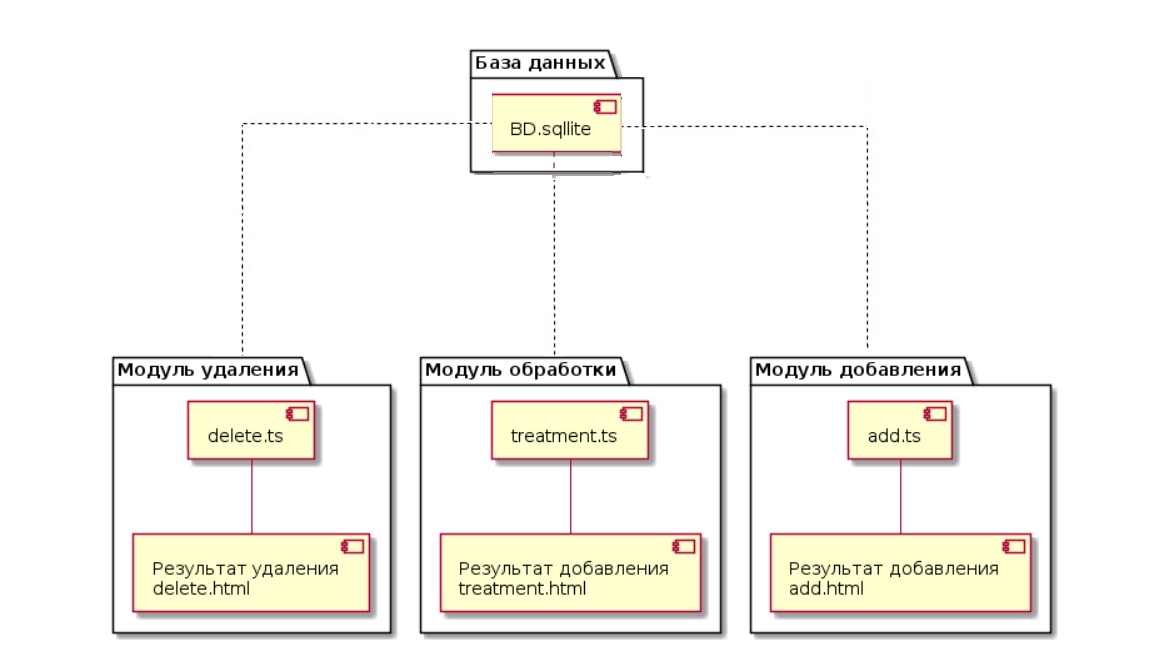 База данных
BD.sqllite
Модуль удаления
delete.ts
Результат удаления
delete.html
Модуль обработки
treatment.ts
Результат добавления
treatment.html
Модуль добавления
add.ts
Результат добавления
add.html